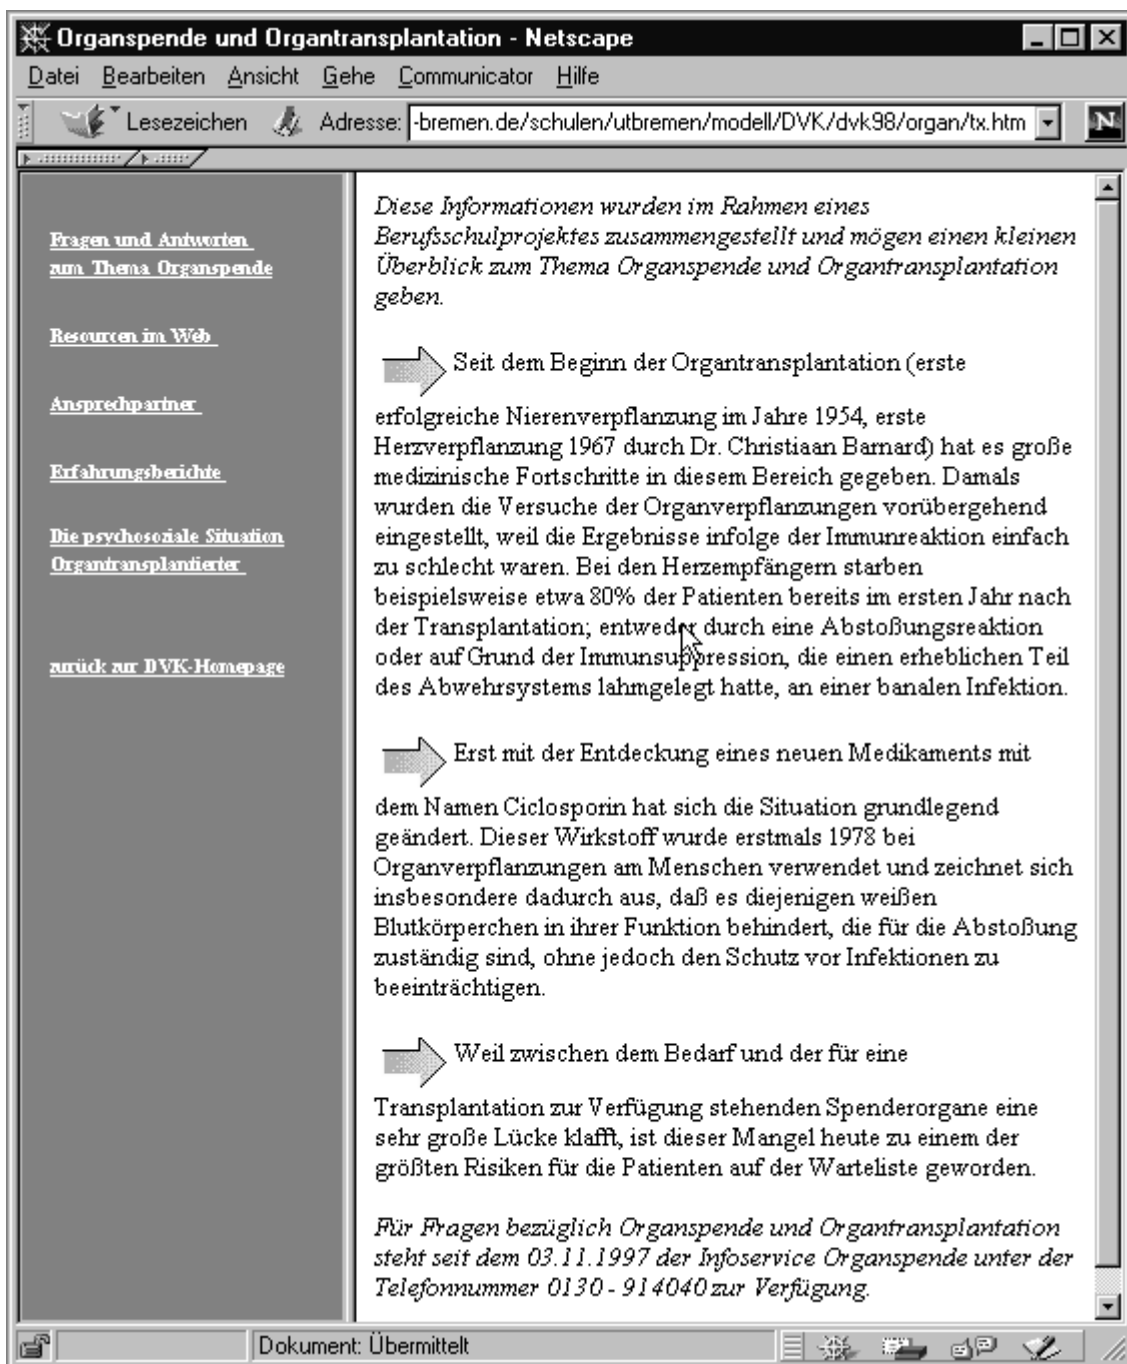 Organspende und Organtransplantation - Netscape
Datei Bearbeiten Ansicht Gehe Communicator Hilfe
Lesezeichen Adresse: -bremen.de/schulen/utbremen/modell/DVK/dvk98/organ/tx.htm
N
Fragen und Antworten
zum Thema Organspende
Resourcen im Web
Ansprechpartner
Erfahrungsberichte
Die psychosoziale Situation
Organtransplantierter
zurück zur DVK-Homepage
Diese Informationen wurden im Rahmen eines
Berufsschulprojektes zusammengestellt und mögen einen kleinen
Überblick zum Thema Organspende und Organtransplantation
geben.
Seit dem Beginn der Organtransplantation (erste
erfolgreiche Nierenverpflanzung im Jahre 1954, erste
Herzverpflanzung 1967 durch Dr. Christiaan Barnard) hat es große
medizinische Fortschritte in diesem Bereich gegeben. Damals
wurden die Versuche der Organverpflanzungen vorübergehend
eingestellt, weil die Ergebnisse infolge der Immunreaktion einfach
zu schlecht waren. Bei den Herzempfängern starben
beispielsweise etwa 80% der Patienten bereits im ersten Jahr nach
der Transplantation; entweder durch eine Abstoßungsreaktion
oder auf Grund der Immunsuppression, die einen erheblichen Teil
des Abwehrsystems lahmgelegt hatte, an einer banalen Infektion.
Erst mit der Entdeckung eines neuen Medikaments mit
dem Namen Ciclosporin hat sich die Situation grundlegend
geändert. Dieser Wirkstoff wurde erstmals 1978 bei
Organverpflanzungen am Menschen verwendet und zeichnet sich
insbesondere dadurch aus, daß es diejenigen weißen
Blutkörperchen in ihrer Funktion behindert, die für die Abstoßung
zuständig sind, ohne jedoch den Schutz vor Infektionen zu
beeinträchtigen.
Weil zwischen dem Bedarf und der für eine
Transplantation zur Verfügung stehenden Spenderorgane eine
sehr große Lücke klafft, ist dieser Mangel heute zu einem der
größten Risiken für die Patienten auf der Warteliste geworden.
Für Fragen bezüglich Organspende und Organtransplantation
steht seit dem 03.11.1997 der Infoservice Organspende unter der
Telefonnummer 0130 - 914040 zur Verfügung.
Dokument: Übermittelt